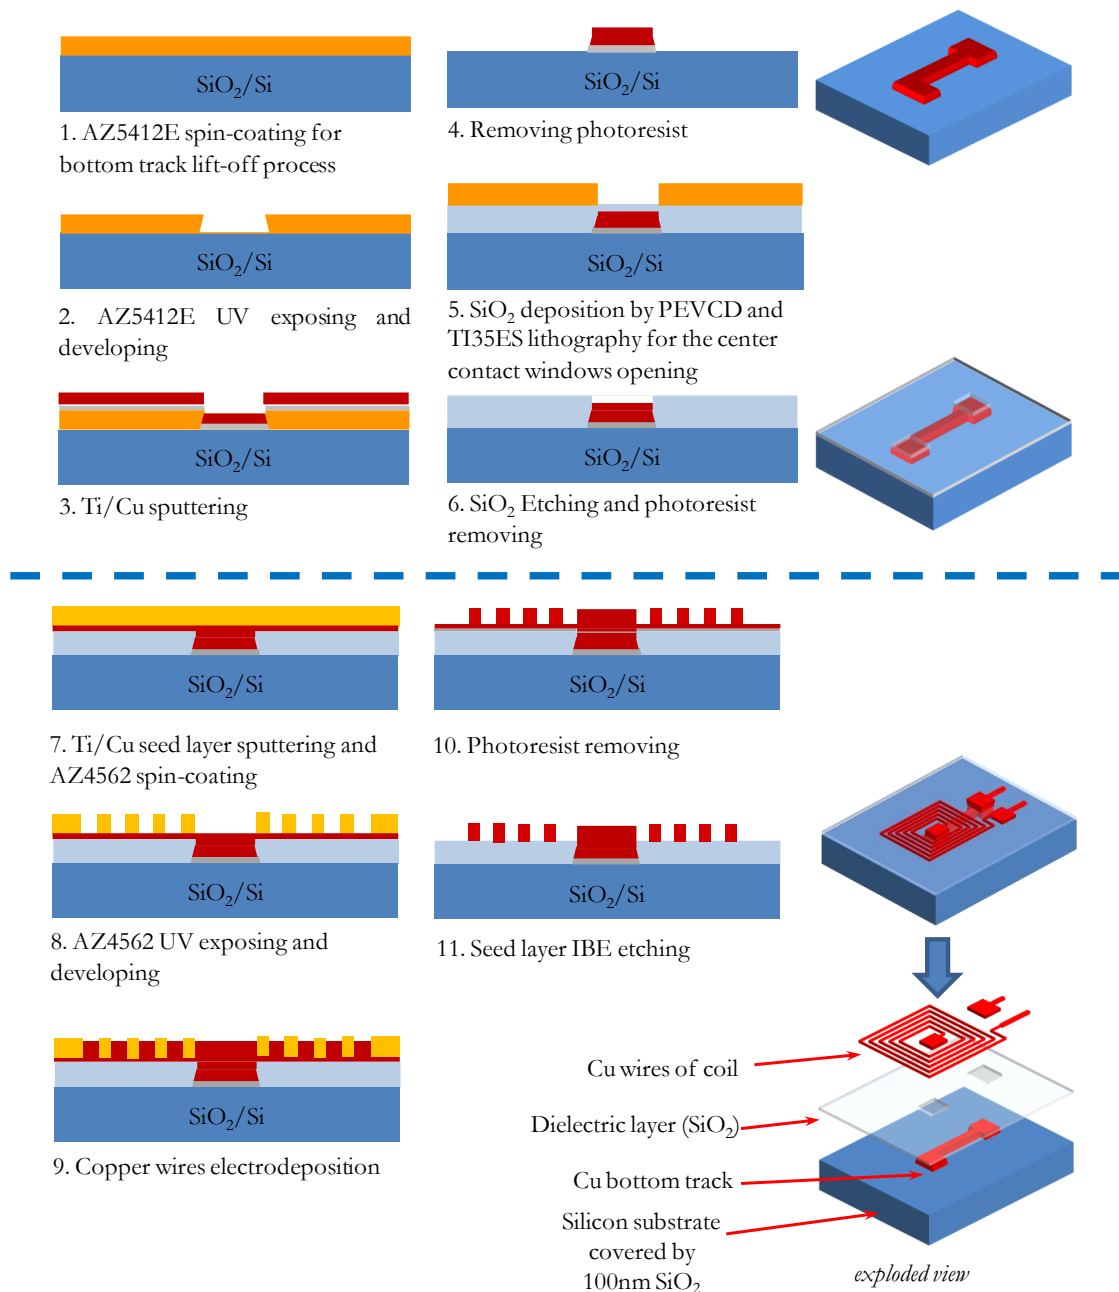 SiO₂/Si
1. AZ5412E spin-coating for
bottom track lift-off process
SiO₂/Si
2. AZ5412E UV exposing and
developing
SiO₂/Si
3. Ti/Cu sputtering
4. Removing photoresist
SiO₂/Si
SiO₂/Si
5. SiO₂ deposition by PEVCD and
TI35ES lithography for the center
contact windows opening
SiO₂/Si
6. SiO₂ Etching and photoresist
removing
SiO₂/Si
7. Ti/Cu seed layer sputtering and
AZ4562 spin-coating
SiO₂/Si
8. AZ4562 UV exposing and
developing
SiO₂/Si
9. Copper wires electrodeposition
SiO₂/Si
10. Photoresist removing
SiO₂/Si
11. Seed layer IBE etching
Cu wires of coil
Dielectric layer (SiO₂)
Cu bottom track
Silicon substrate
covered by
100nm SiO₂
exploded view